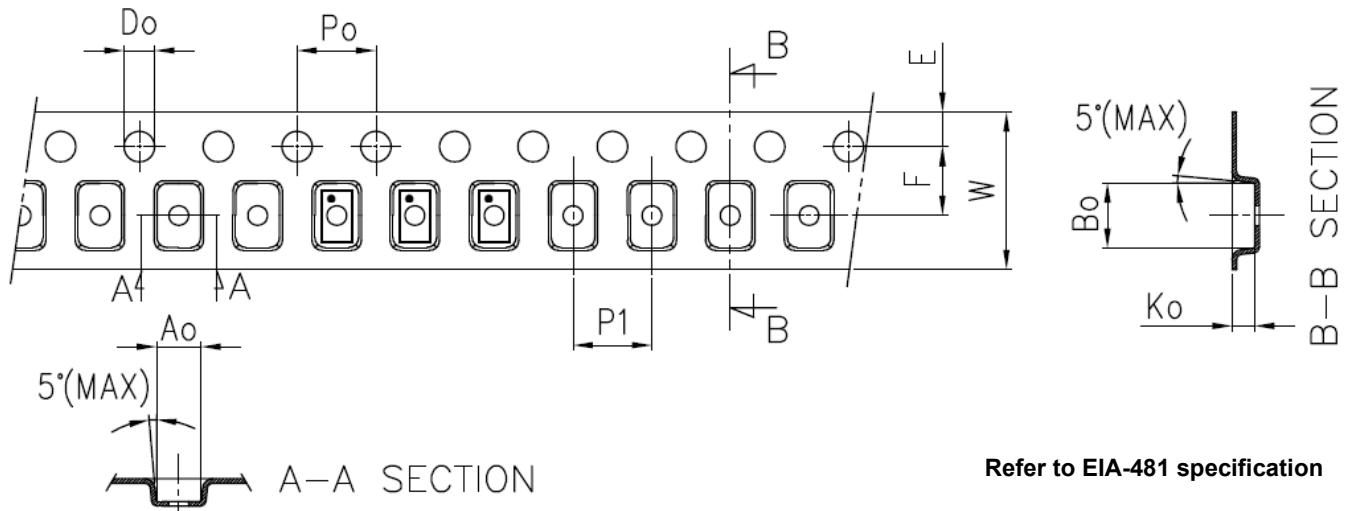 Do
Po
B
E
5°(MAX)
F
W
Bo
B-B SECTION
A
A
Ko
P1
B
Ao
5°(MAX)
A-A SECTION
Refer to EIA-481 specification